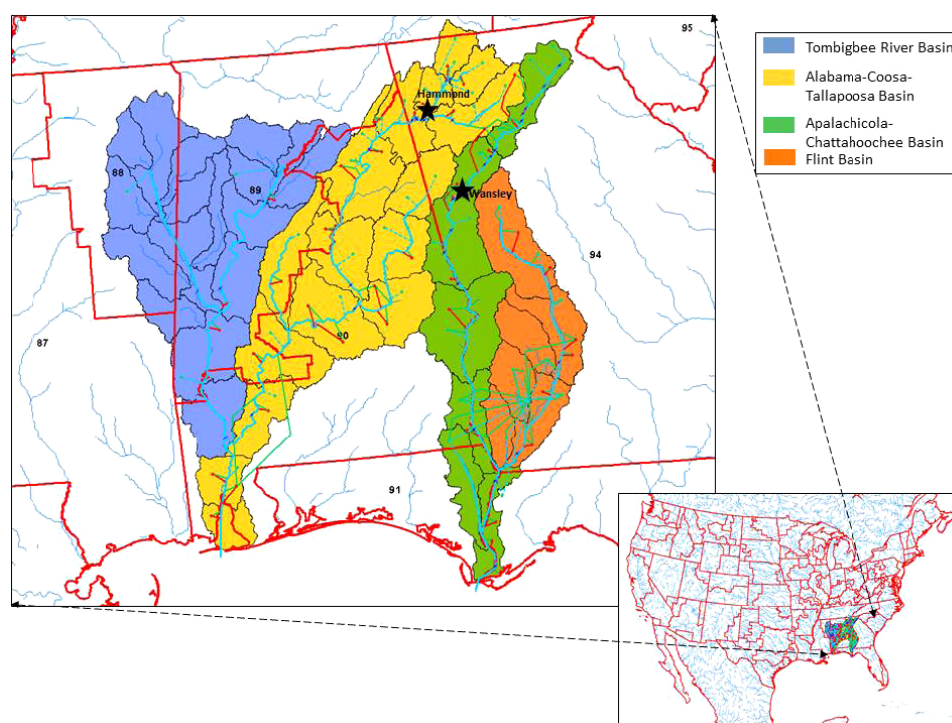 95
Tombigbee River Basin
Alabama-Coosa-
Tallapoosa Basin
Apalachicola-
Chattahoochee Basin
Flint Basin
Hammond
88
89
Wansley
94
87
90
91